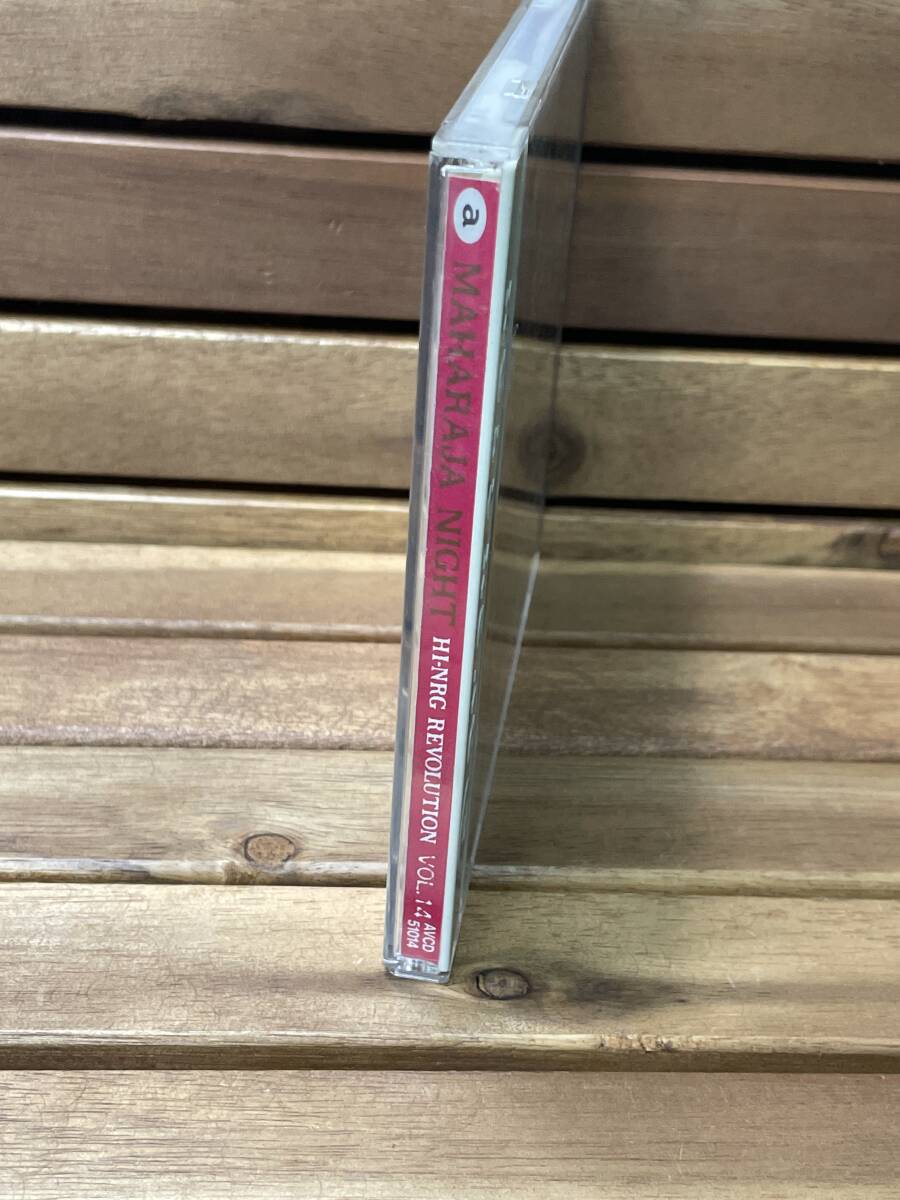 a MAHARAJA NIGHT HI-NRG REVOLUTION VOL.14
AVCD
51014